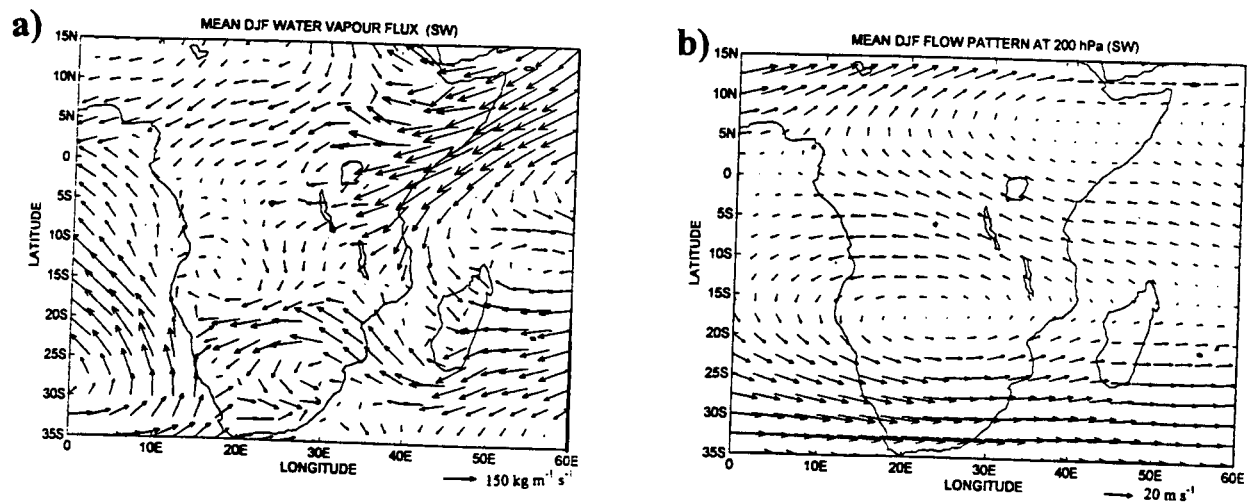 a)
MEAN DJF WATER VAPOUR FLUX (SW)
15N
10N
5N
0
5S
10S
15S
20S
25S
30S
35S
LATITUDE
0 10E 20E 30E 40E 50E 60E
LONGITUDE
150 kg m⁻¹ s⁻¹
b)
MEAN DJF FLOW PATTERN AT 200 hPa (SW)
15N
10N
5N
0
5S
10S
15S
20S
25S
30S
35S
LATITUDE
0 10E 20E 30E 40E 50E 60E
LONGITUDE
20 m s⁻¹